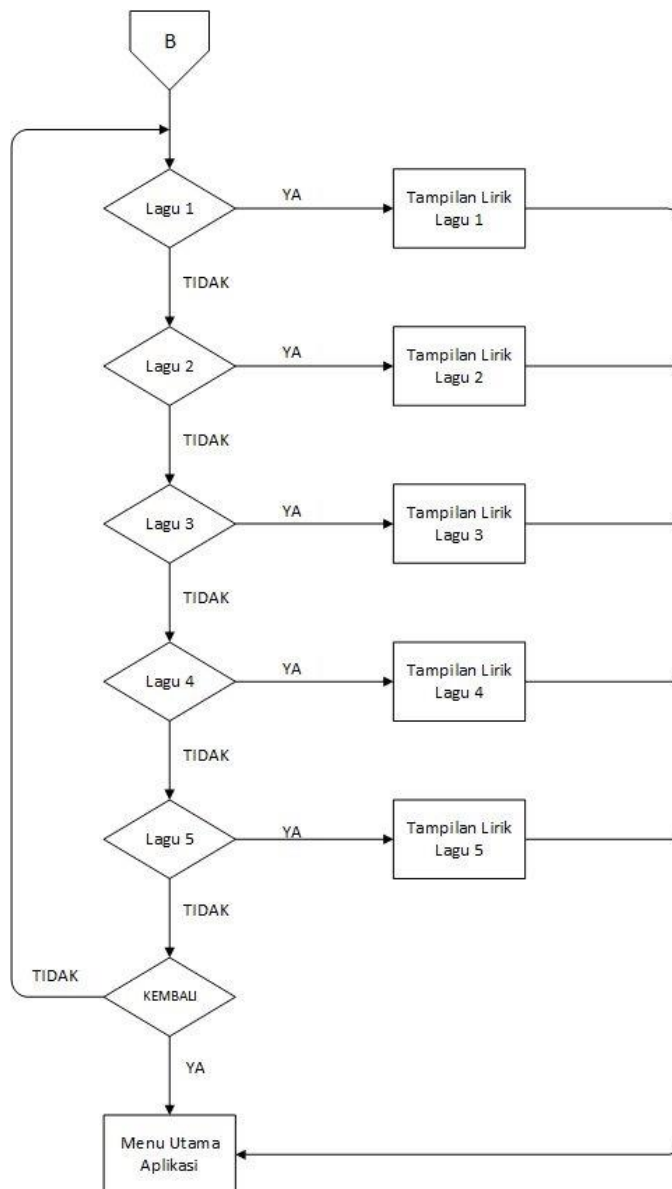 B
Lagu 1
YA
Tampilan Lirik
Lagu 1
TIDAK
Lagu 2
YA
Tampilan Lirik
Lagu 2
TIDAK
Lagu 3
YA
Tampilan Lirik
Lagu 3
TIDAK
Lagu 4
YA
Tampilan Lirik
Lagu 4
TIDAK
Lagu 5
YA
Tampilan Lirik
Lagu 5
TIDAK
TIDAK
KEMBALI
YA
Menu Utama
Aplikasi